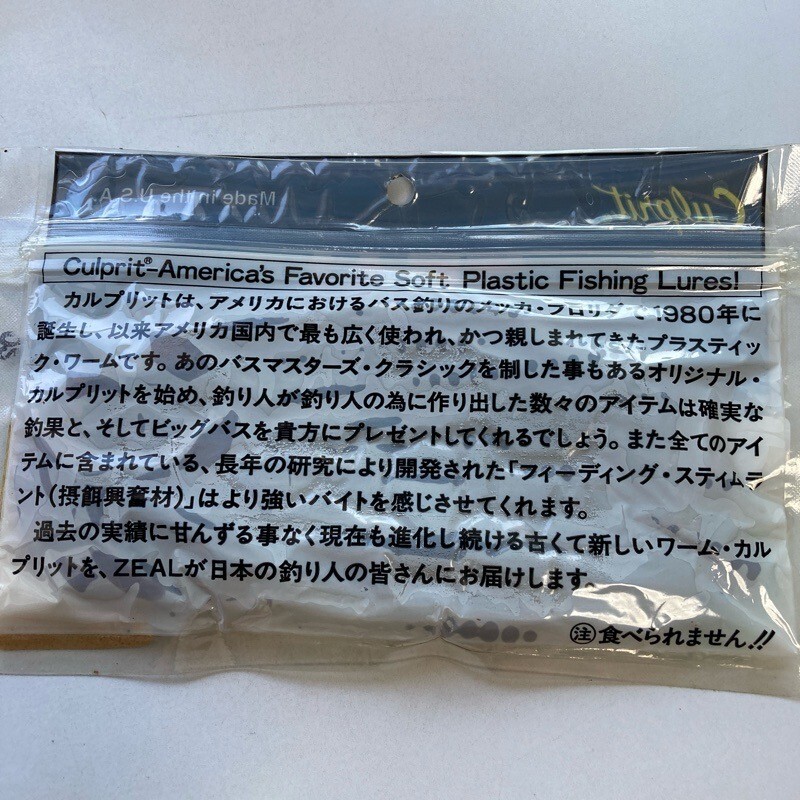 Made in the U.S.A.
Culprit
Culprit®-America's Favorite Soft Plastic Fishing Lures!
カルプリットは、アメリカにおけるバス釣りのメッカ・フロリダで1980年に
誕生し、以来アメリカ国内で最も広く使われ、かつ親しまれてきたプラスティッ
ク・ワームです。あのバスマスターズ・クラシックを制した事もあるオリジナル・
カルプリットを始め、釣り人が釣り人の為に作り出した数々のアイテムは確実な
釣果と、そしてビッグバスを貴方にプレゼントしてくれるでしょう。また全てのアイ
テムに含まれている、長年の研究により開発された「フィーディング・スティムラ
ント(摂餌興奮材)」はより強いバイトを感じさせてくれます。
過去の実績に甘んずる事なく現在も進化し続ける古くて新しいワーム・カル
プリットを、ZEALが日本の釣り人の皆さんにお届けします。
㊟食べられません!!